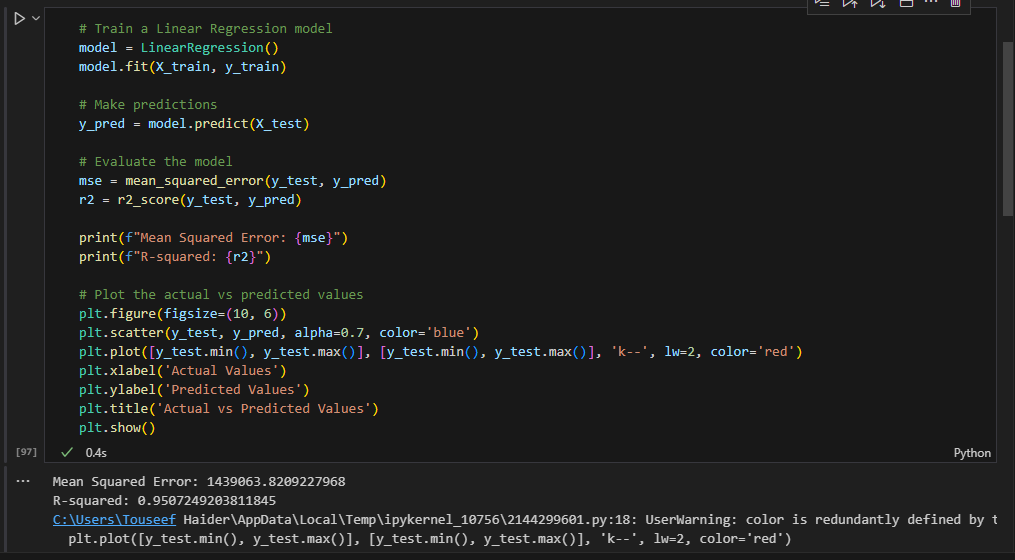 # Train a Linear Regression model
model = LinearRegression()
model.fit(X_train, y_train)
# Make predictions
y_pred = model.predict(X_test)
# Evaluate the model
mse = mean_squared_error(y_test, y_pred)
r2 = r2_score(y_test, y_pred)
print(f"Mean Squared Error: {mse}")
print(f"R-squared: {r2}")
# Plot the actual vs predicted values
plt.figure(figsize=(10, 6))
plt.scatter(y_test, y_pred, alpha=0.7, color='blue')
plt.plot([y_test.min(), y_test.max()], [y_test.min(), y_test.max()], 'k--', lw=2, color='red')
plt.xlabel('Actual Values')
plt.ylabel('Predicted Values')
plt.title('Actual vs Predicted Values')
plt.show()
[97] 0.4s Python
Mean Squared Error: 1439063.8209227968
R-squared: 0.9507249203811845
C:\Users\Touseef Haider\AppData\Local\Temp\ipykernel_10756\2144299601.py:18: UserWarning: color is redundantly defined by t
plt.plot([y_test.min(), y_test.max()], [y_test.min(), y_test.max()], 'k--', lw=2, color='red')